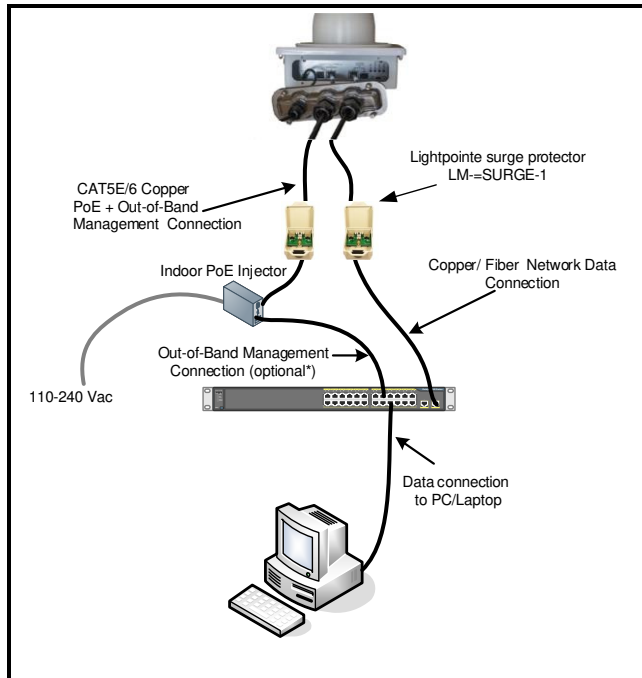 Lightpointe surge protector
LM-=SURGE-1
CAT5E/6 Copper
PoE + Out-of-Band
Management Connection
Indoor PoE Injector
Copper/ Fiber Network Data
Connection
Out-of-Band Management
Connection (optional*)
110-240 Vac
Data connection
to PC/Laptop